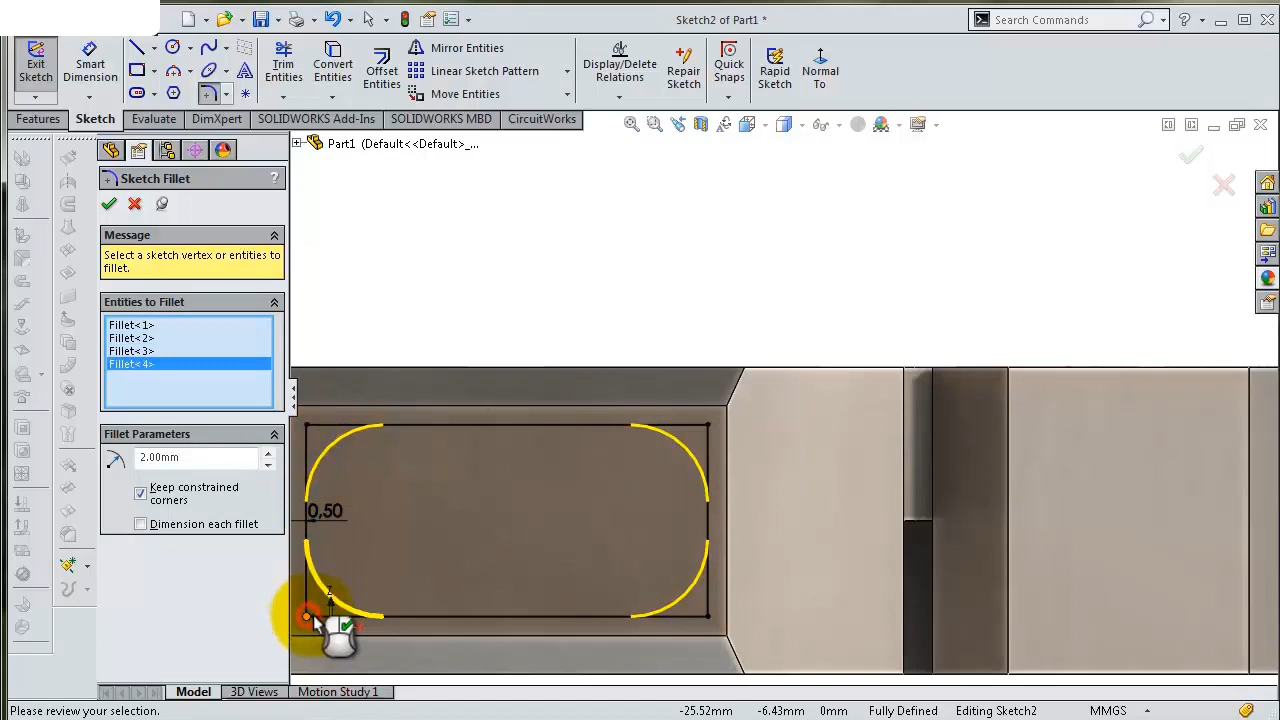 Sketch2 of Part1 *
Search Commands
Exit Sketch
Smart Dimension
Trim Entities
Convert Entities
Offset Entities
Mirror Entities
Linear Sketch Pattern
Move Entities
Display/Delete Relations
Repair Sketch
Quick Snaps
Rapid Sketch
Normal To
Features
Sketch
Evaluate
DimXpert
SOLIDWORKS Add-Ins
SOLIDWORKS MBD
CircuitWorks
Part1 (Default<<Default>_...
Sketch Fillet
?
Message
Select a sketch vertex or entities to
fillet.
Entities to Fillet
Fillet<1>
Fillet<2>
Fillet<3>
Fillet<4>
Fillet Parameters
2.00mm
Keep constrained
corners
Dimension each fillet
0,50
Z
Model
3D Views
Motion Study 1
Please review your selection.
-25.52mm
-6.43mm
0mm
Fully Defined
Editing Sketch2
MMGS